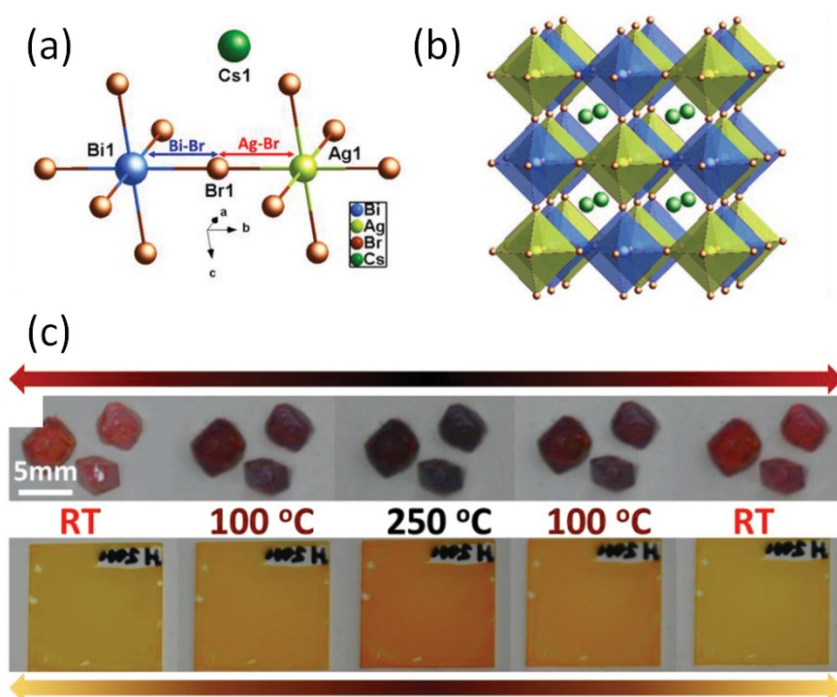 (a)
Cs1
Bi1
Bi-Br
Ag-Br
Ag1
Br1
a
b
c
Bi
Ag
Br
Cs
(b)
(c)
5mm
RT
100 °C
250 °C
100 °C
RT